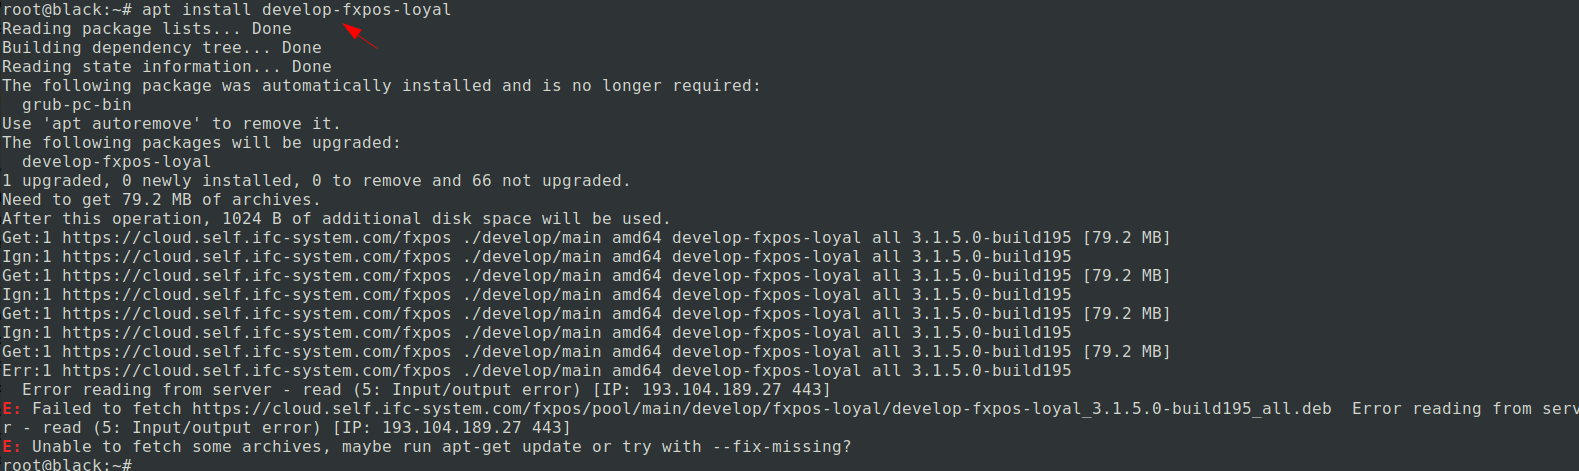 root@black:~# apt install develop-fxpos-loyal
Reading package lists... Done
Building dependency tree... Done
Reading state information... Done
The following package was automatically installed and is no longer required:
  grub-pc-bin
Use 'apt autoremove' to remove it.
The following packages will be upgraded:
  develop-fxpos-loyal
1 upgraded, 0 newly installed, 0 to remove and 66 not upgraded.
Need to get 79.2 MB of archives.
After this operation, 1024 B of additional disk space will be used.
Get:1 https://cloud.self.ifc-system.com/fxpos ./develop/main amd64 develop-fxpos-loyal all 3.1.5.0-build195 [79.2 MB]
Ign:1 https://cloud.self.ifc-system.com/fxpos ./develop/main amd64 develop-fxpos-loyal all 3.1.5.0-build195
Get:1 https://cloud.self.ifc-system.com/fxpos ./develop/main amd64 develop-fxpos-loyal all 3.1.5.0-build195 [79.2 MB]
Ign:1 https://cloud.self.ifc-system.com/fxpos ./develop/main amd64 develop-fxpos-loyal all 3.1.5.0-build195
Get:1 https://cloud.self.ifc-system.com/fxpos ./develop/main amd64 develop-fxpos-loyal all 3.1.5.0-build195 [79.2 MB]
Ign:1 https://cloud.self.ifc-system.com/fxpos ./develop/main amd64 develop-fxpos-loyal all 3.1.5.0-build195
Get:1 https://cloud.self.ifc-system.com/fxpos ./develop/main amd64 develop-fxpos-loyal all 3.1.5.0-build195 [79.2 MB]
Err:1 https://cloud.self.ifc-system.com/fxpos ./develop/main amd64 develop-fxpos-loyal all 3.1.5.0-build195
  Error reading from server - read (5: Input/output error) [IP: 193.104.189.27 443]
E: Failed to fetch https://cloud.self.ifc-system.com/fxpos/pool/main/develop/fxpos-loyal/develop-fxpos-loyal_3.1.5.0-build195_all.deb  Error reading from serve
r - read (5: Input/output error) [IP: 193.104.189.27 443]
E: Unable to fetch some archives, maybe run apt-get update or try with --fix-missing?
root@black:~#